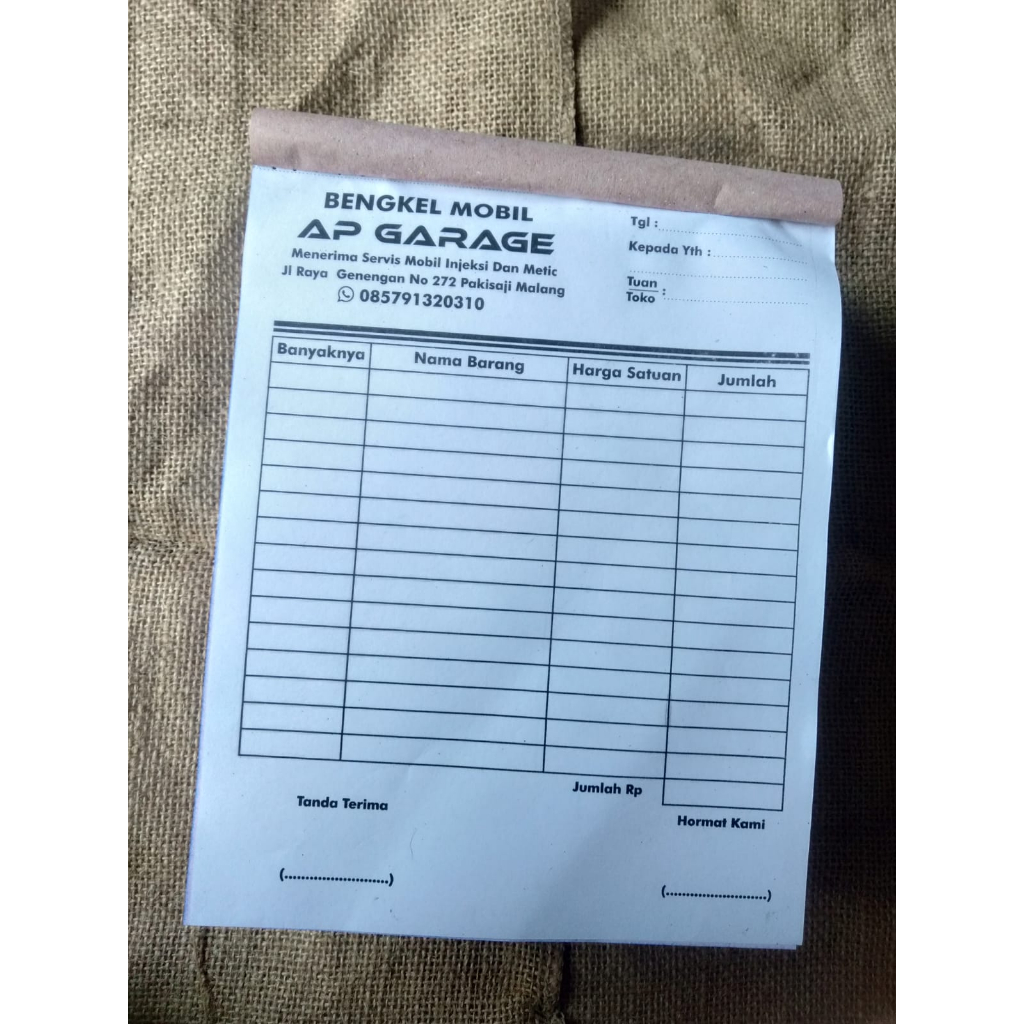 BENGKEL MOBIL
AP GARAGE
Menerima Servis Mobil Injeksi Dan Metic
Jl Raya Genengan No 272 Pakisaji Malang
085791320310
Tgl :
Kepada Yth :
Tuan
Toko :
Banyaknya Nama Barang Harga Satuan Jumlah
Jumlah Rp
Tanda Terima
Hormat Kami
(..........................)
(..........................)